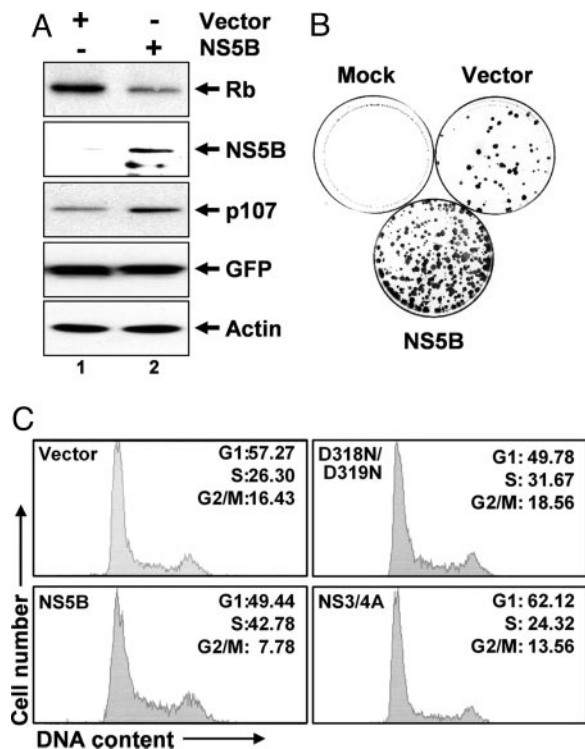 A
+ - Vector
- + NS5B
Rb
NS5B
p107
GFP
Actin
1 2
B
Mock Vector
NS5B
C
Vector
G1:57.27
S:26.30
G2/M:16.43
D318N/
D319N
G1: 49.78
S: 31.67
G2/M: 18.56
NS5B
G1:49.44
S:42.78
G2/M: 7.78
NS3/4A
G1: 62.12
S: 24.32
G2/M: 13.56
Cell number
DNA content